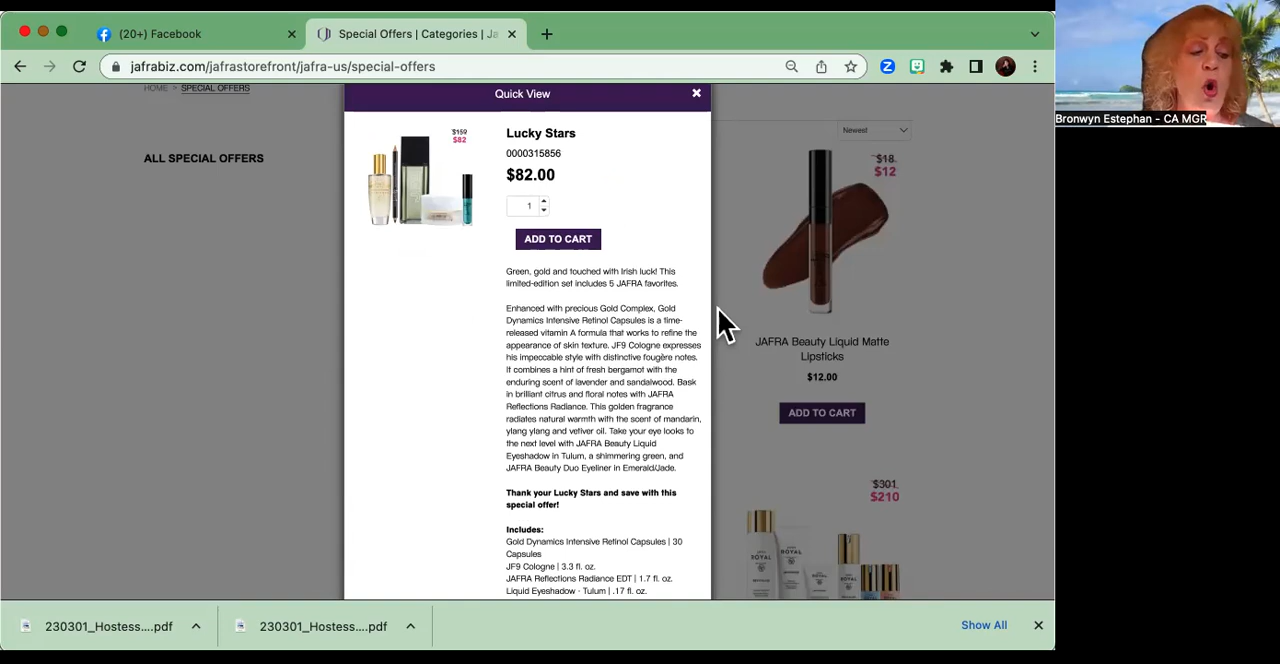 (20+) Facebook
Special Offers | Categories | Ja
jafrabiz.com/jafrastorefront/jafra-us/special-offers
Bronwyn Estephan - CA MGR
HOME > SPECIAL OFFERS
ALL SPECIAL OFFERS
Quick View
$159
$82
Lucky Stars
0000315856
$82.00
1
ADD TO CART
Green, gold and touched with Irish luck! This
limited-edition set includes 5 JAFRA favorites.
Enhanced with precious Gold Complex, Gold
Dynamics Intensive Retinol Capsules is a time-
released vitamin A formula that works to refine the
appearance of skin texture. JF9 Cologne expresses
his impeccable style with distinctive fougère notes.
It combines a hint of fresh bergamot with the
enduring scent of lavender and sandalwood. Bask
in brilliant citrus and floral notes with JAFRA
Reflections Radiance. This golden fragrance
radiates natural warmth with the scent of mandarin,
ylang ylang and vetiver oil. Take your eye looks to
the next level with JAFRA Beauty Liquid
Eyeshadow in Tulum, a shimmering green, and
JAFRA Beauty Duo Eyeliner in Emerald/Jade.
Thank your Lucky Stars and save with this
special offer!
Includes:
Gold Dynamics Intensive Retinol Capsules | 30
Capsules
JF9 Cologne | 3.3 fl. oz.
JAFRA Reflections Radiance EDT | 1.7 fl. oz.
Liquid Eyeshadow - Tulum | .17 fl. oz.
Newest
$18
$12
JAFRA Beauty Liquid Matte
Lipsticks
$12.00
ADD TO CART
$301
$210
ROYAL
ROYAL
230301_Hostess....pdf
230301_Hostess....pdf
Show All